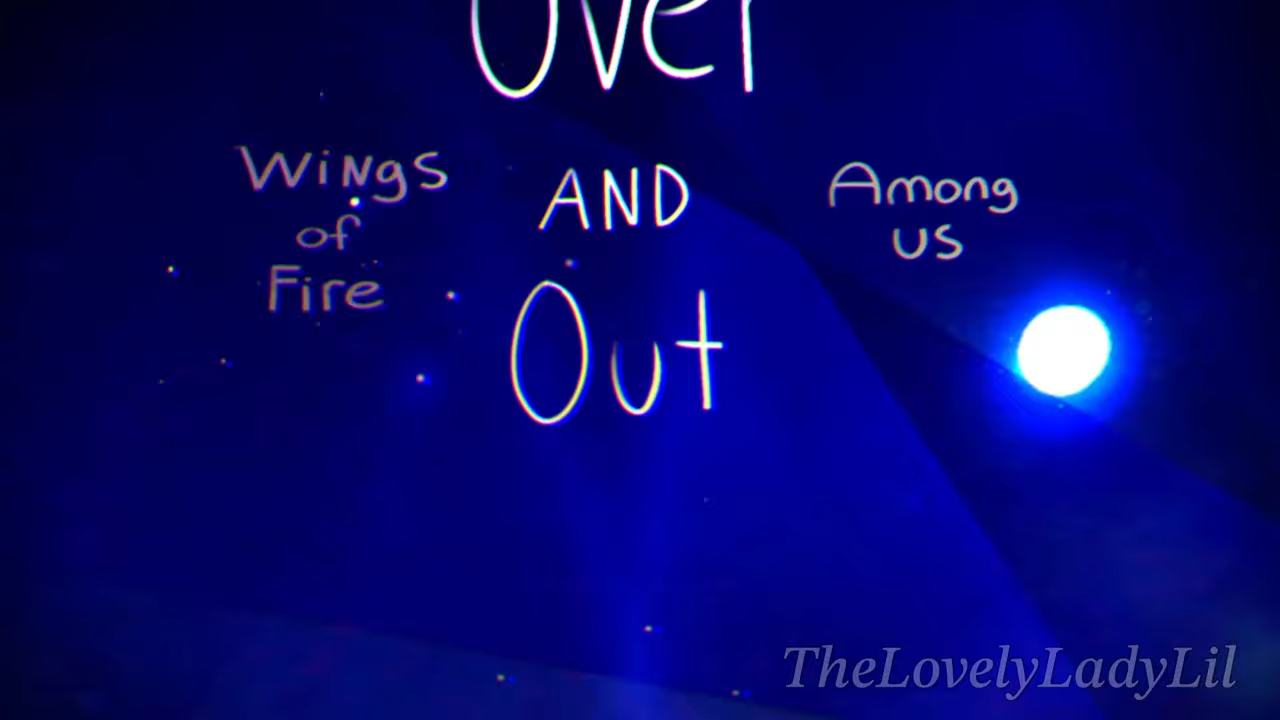 Over
Wings
of
Fire
AND
Out
Among
us
TheLovelyLadyLil